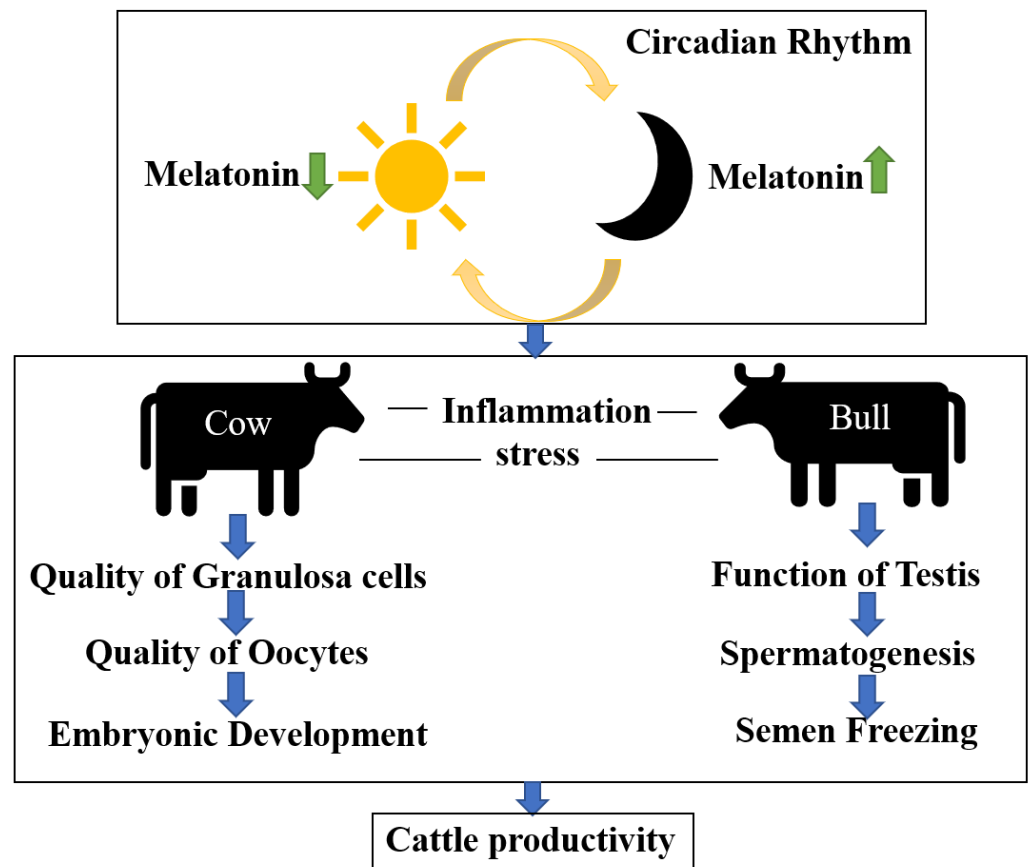 Circadian Rhythm
Melatonin
Melatonin
Cow
Inflammation
stress
Bull
Quality of Granulosa cells
Quality of Oocytes
Embryonic Development
Function of Testis
Spermatogenesis
Semen Freezing
Cattle productivity